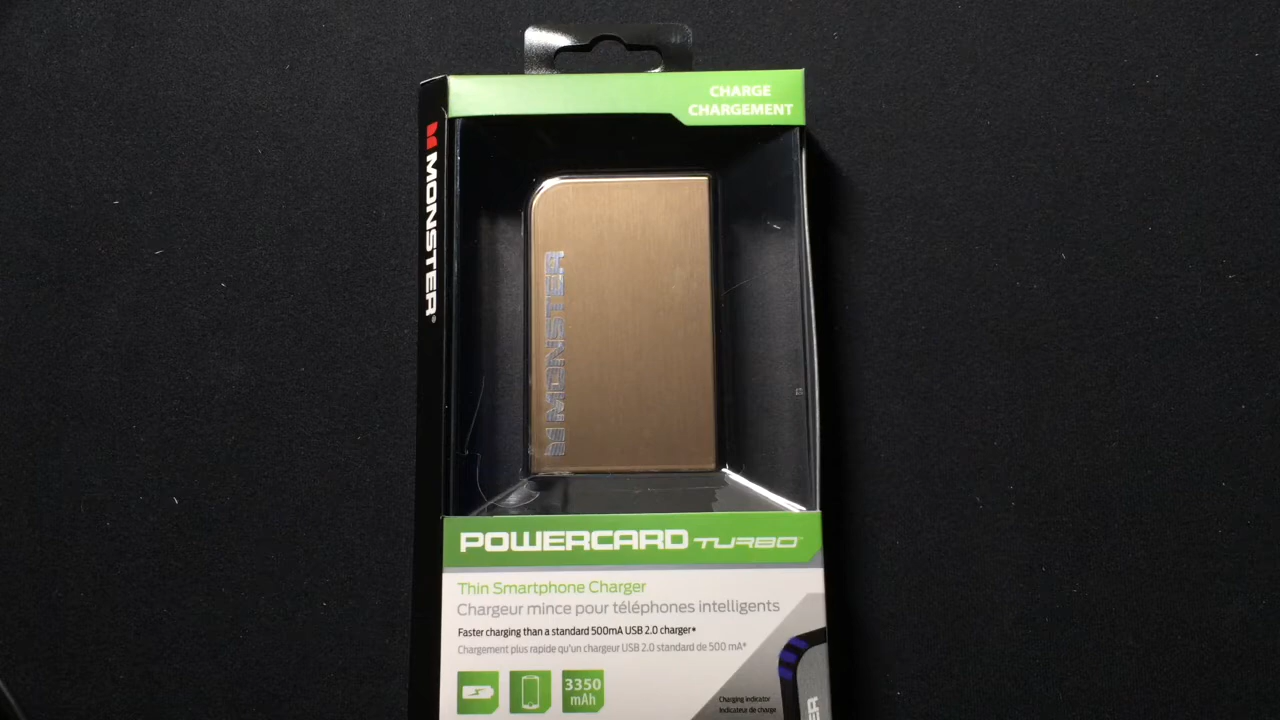 CHARGE
CHARGEMENT
MONSTER
MONSTER
POWERCARD TURBO™
Thin Smartphone Charger
Chargeur mince pour téléphones intelligents
Faster charging than a standard 500mA USB 2.0 charger*
Chargement plus rapide qu'un chargeur USB 2.0 standard de 500 mA*
3350
mAh
Charging indicator
Indicateur de charge
ER